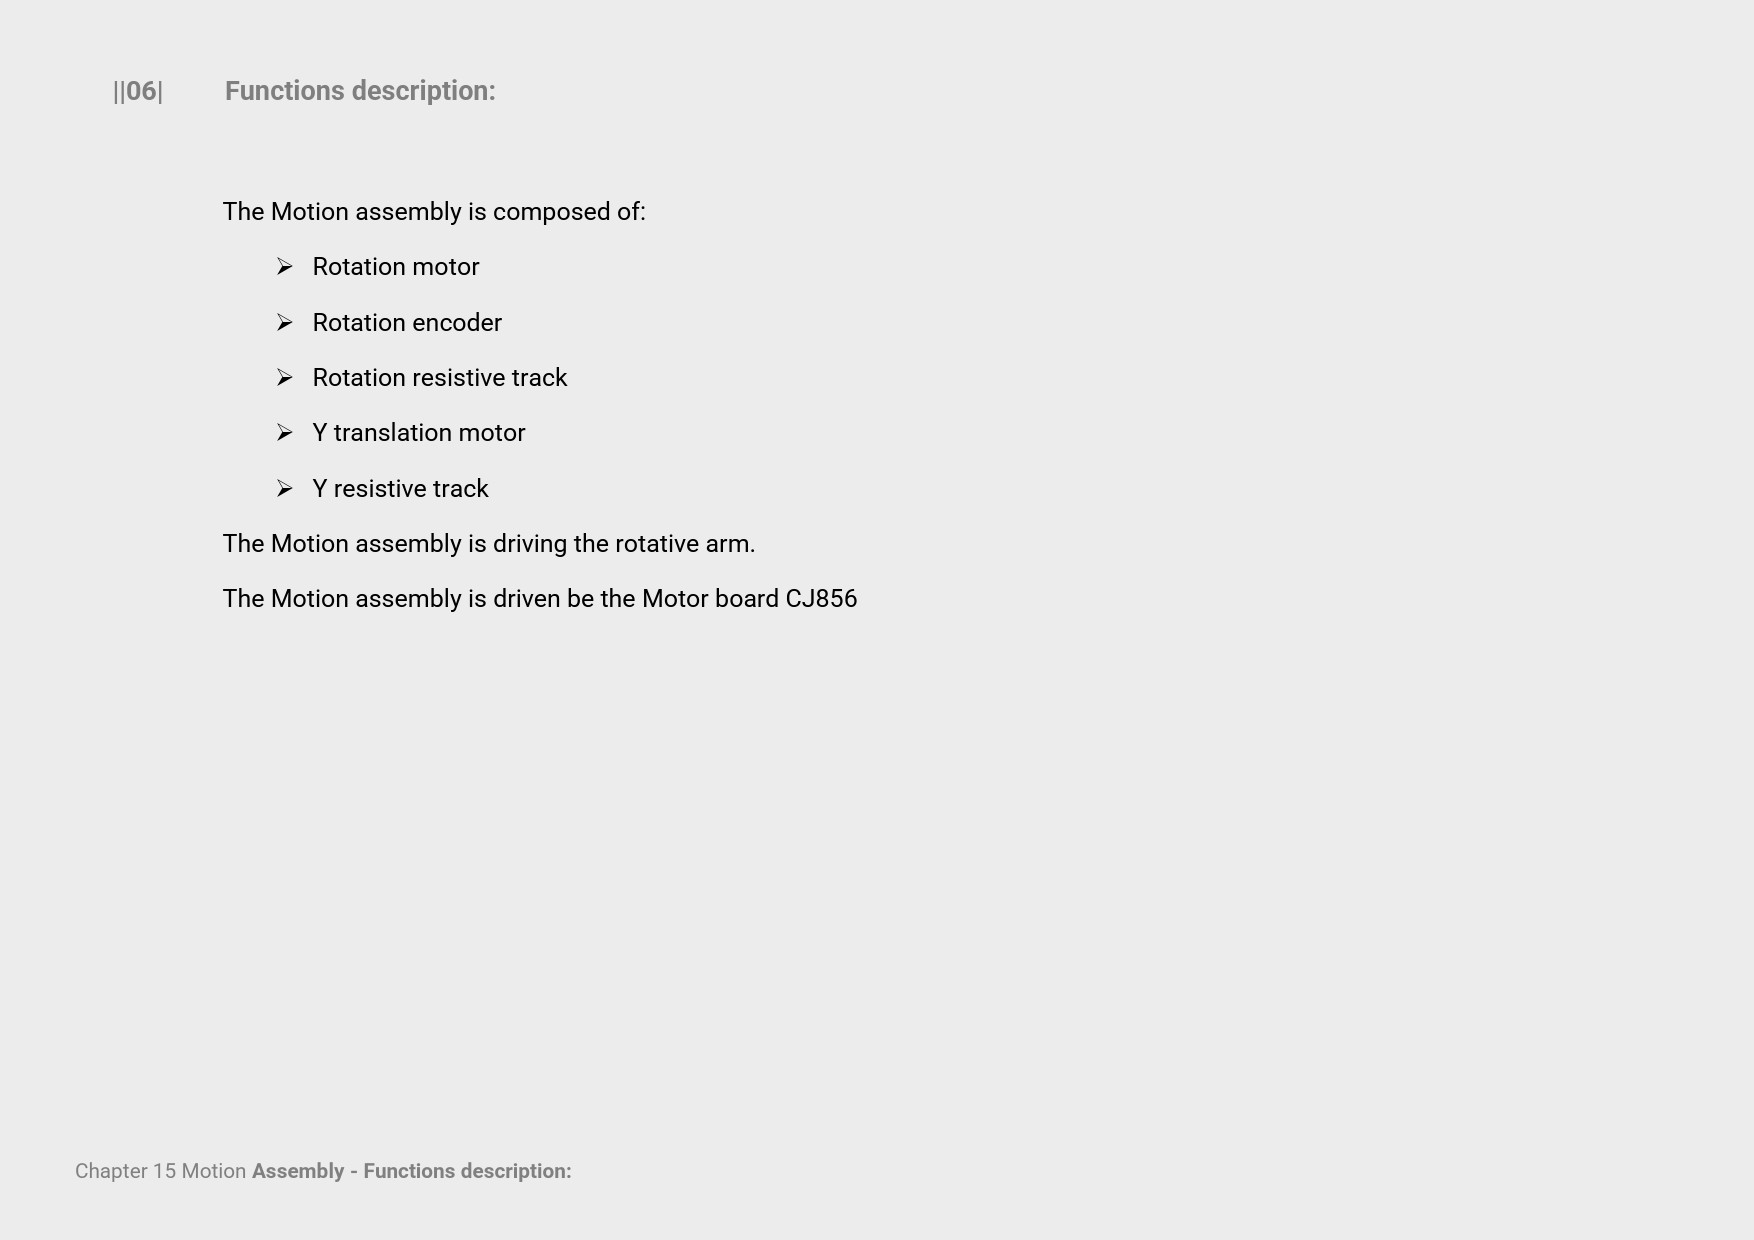 ||06| Functions description:
The Motion assembly is composed of:
➢ Rotation motor
➢ Rotation encoder
➢ Rotation resistive track
➢ Y translation motor
➢ Y resistive track
The Motion assembly is driving the rotative arm.
The Motion assembly is driven be the Motor board CJ856
Chapter 15 Motion Assembly - Functions description: